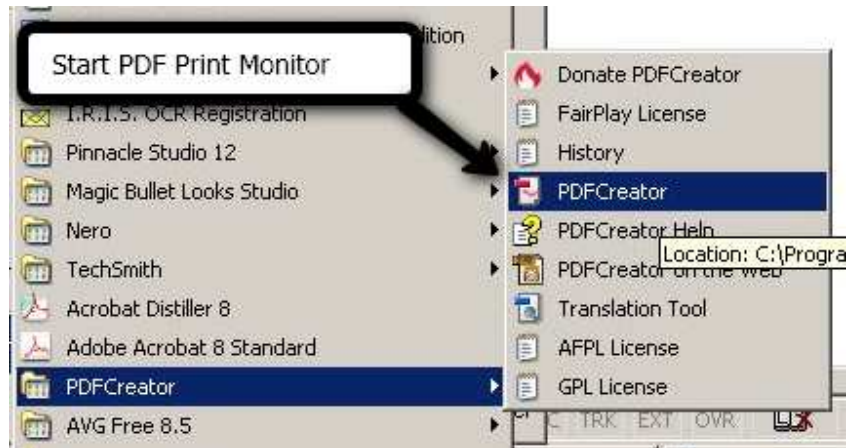 ition
Start PDF Print Monitor
I.R.I.S. OCR Registration
Pinnacle Studio 12
Magic Bullet Looks Studio
Nero
TechSmith
Acrobat Distiller 8
Adobe Acrobat 8 Standard
PDFCreator
AVG Free 8.5
Donate PDFCreator
FairPlay License
History
PDFCreator
PDFCreator Help
Location: C:\Progra
PDFCreator on the Web
Translation Tool
AFPL License
GPL License
TRK EXT OVR